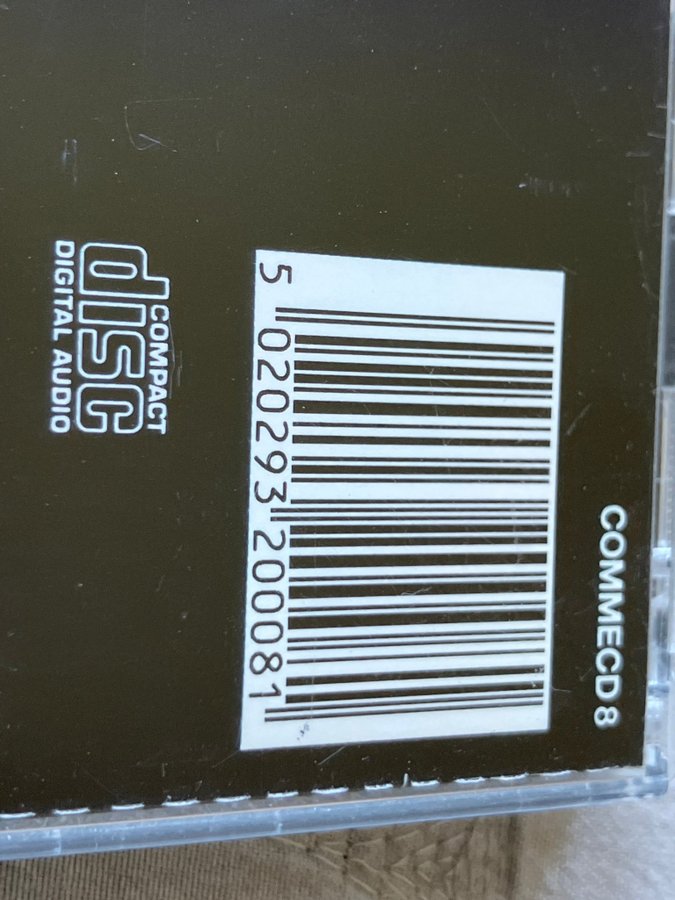 COMMECD 8
5 020293 200081
COMPACT
disc
DIGITAL AUDIO